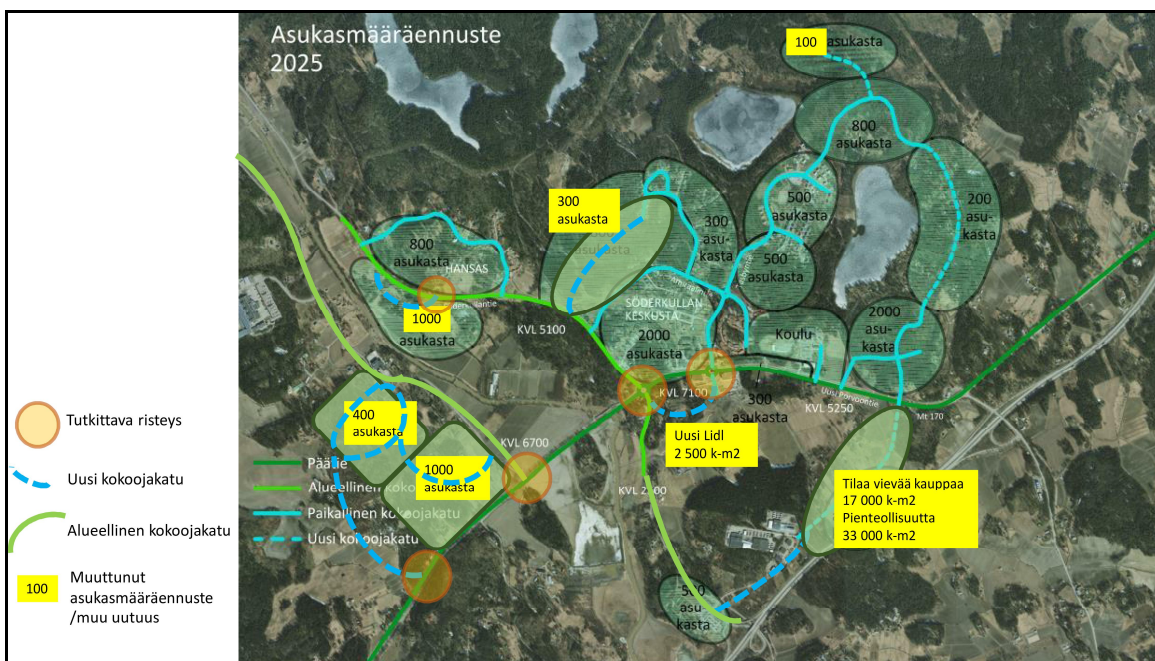 Asukasmääräennuste
2025
100 asukasta
800
asukasta
300
asukasta
asukasta
500
asukasta
300
asu-
kasta
200
asu-
kasta
800
asukasta
HANSAS
500
asukasta
SÖDERKULLAN
KESKUSTA
1000
asukasta
KVL 5100
2000
asukasta
Koulu
2000
asu-
kasta
KVL 7100
300
asukasta
Uusi Porvoontie
KVL 5250
Mt 170
400
asukasta
Uusi Lidl
2 500 k-m2
KVL 6700
1000
asukasta
Päätie
Alueellinen kokoojakatu
Paikallinen kokoojakatu
Uusi kokoojakatu
Tilaa vievää kauppaa
17 000 k-m2
Pienteollisuutta
33 000 k-m2
500
asu-
kasta
Tutkittava risteys
Uusi kokoojakatu
Alueellinen kokoojakatu
100
Muuttunut
asukasmääräennuste
/muu uutuus